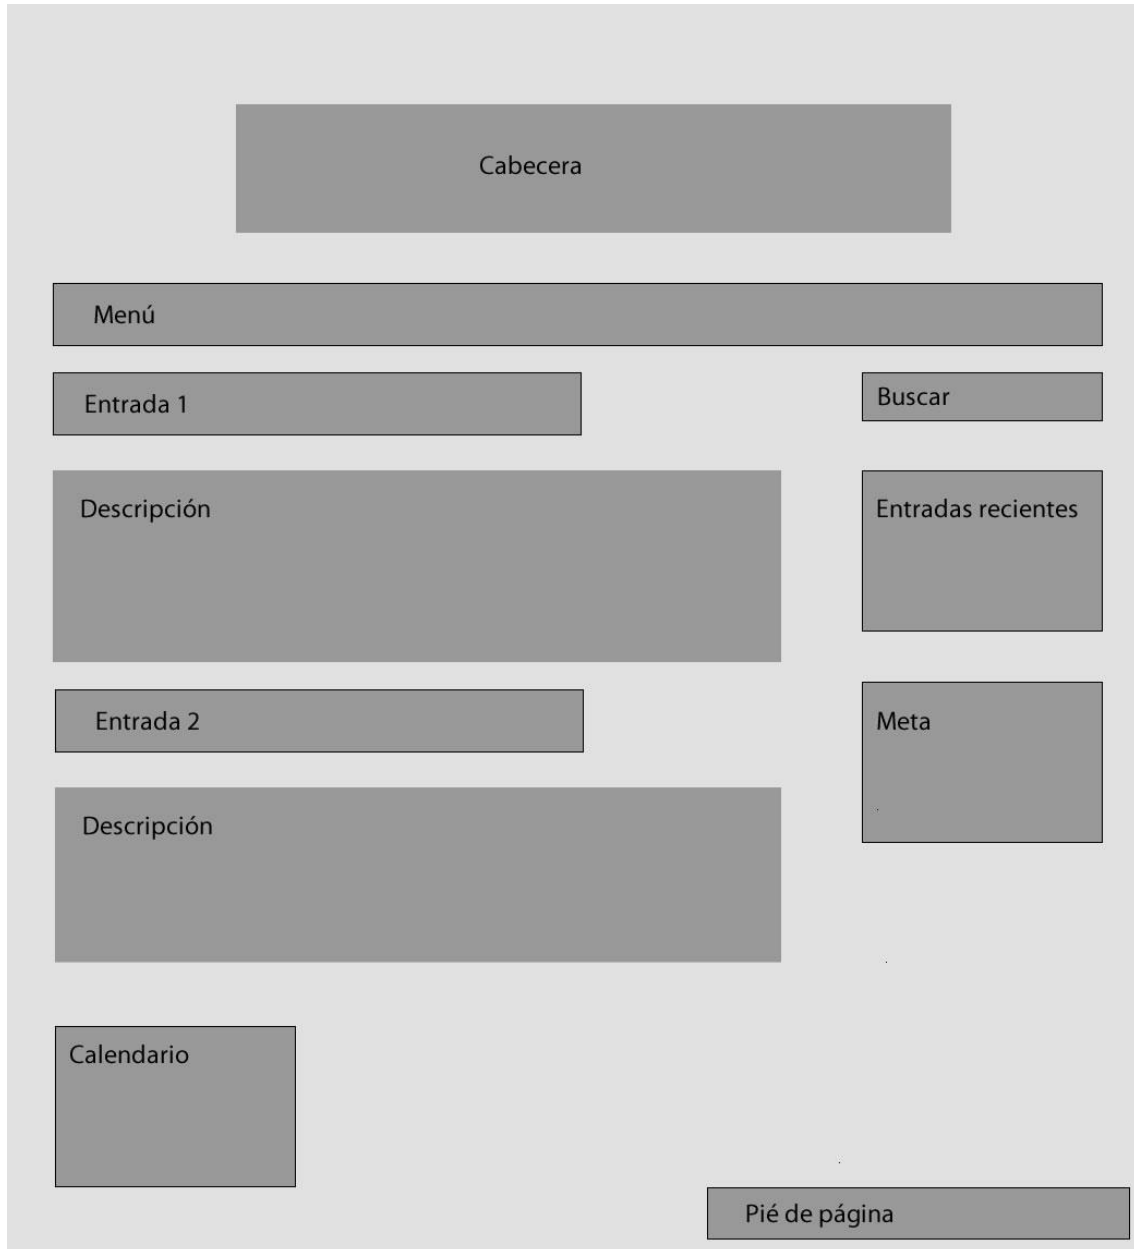 Cabecera
Menú
Entrada 1
Buscar
Descripción
Entradas recientes
Entrada 2
Meta
Descripción
Calendario
Pié de página